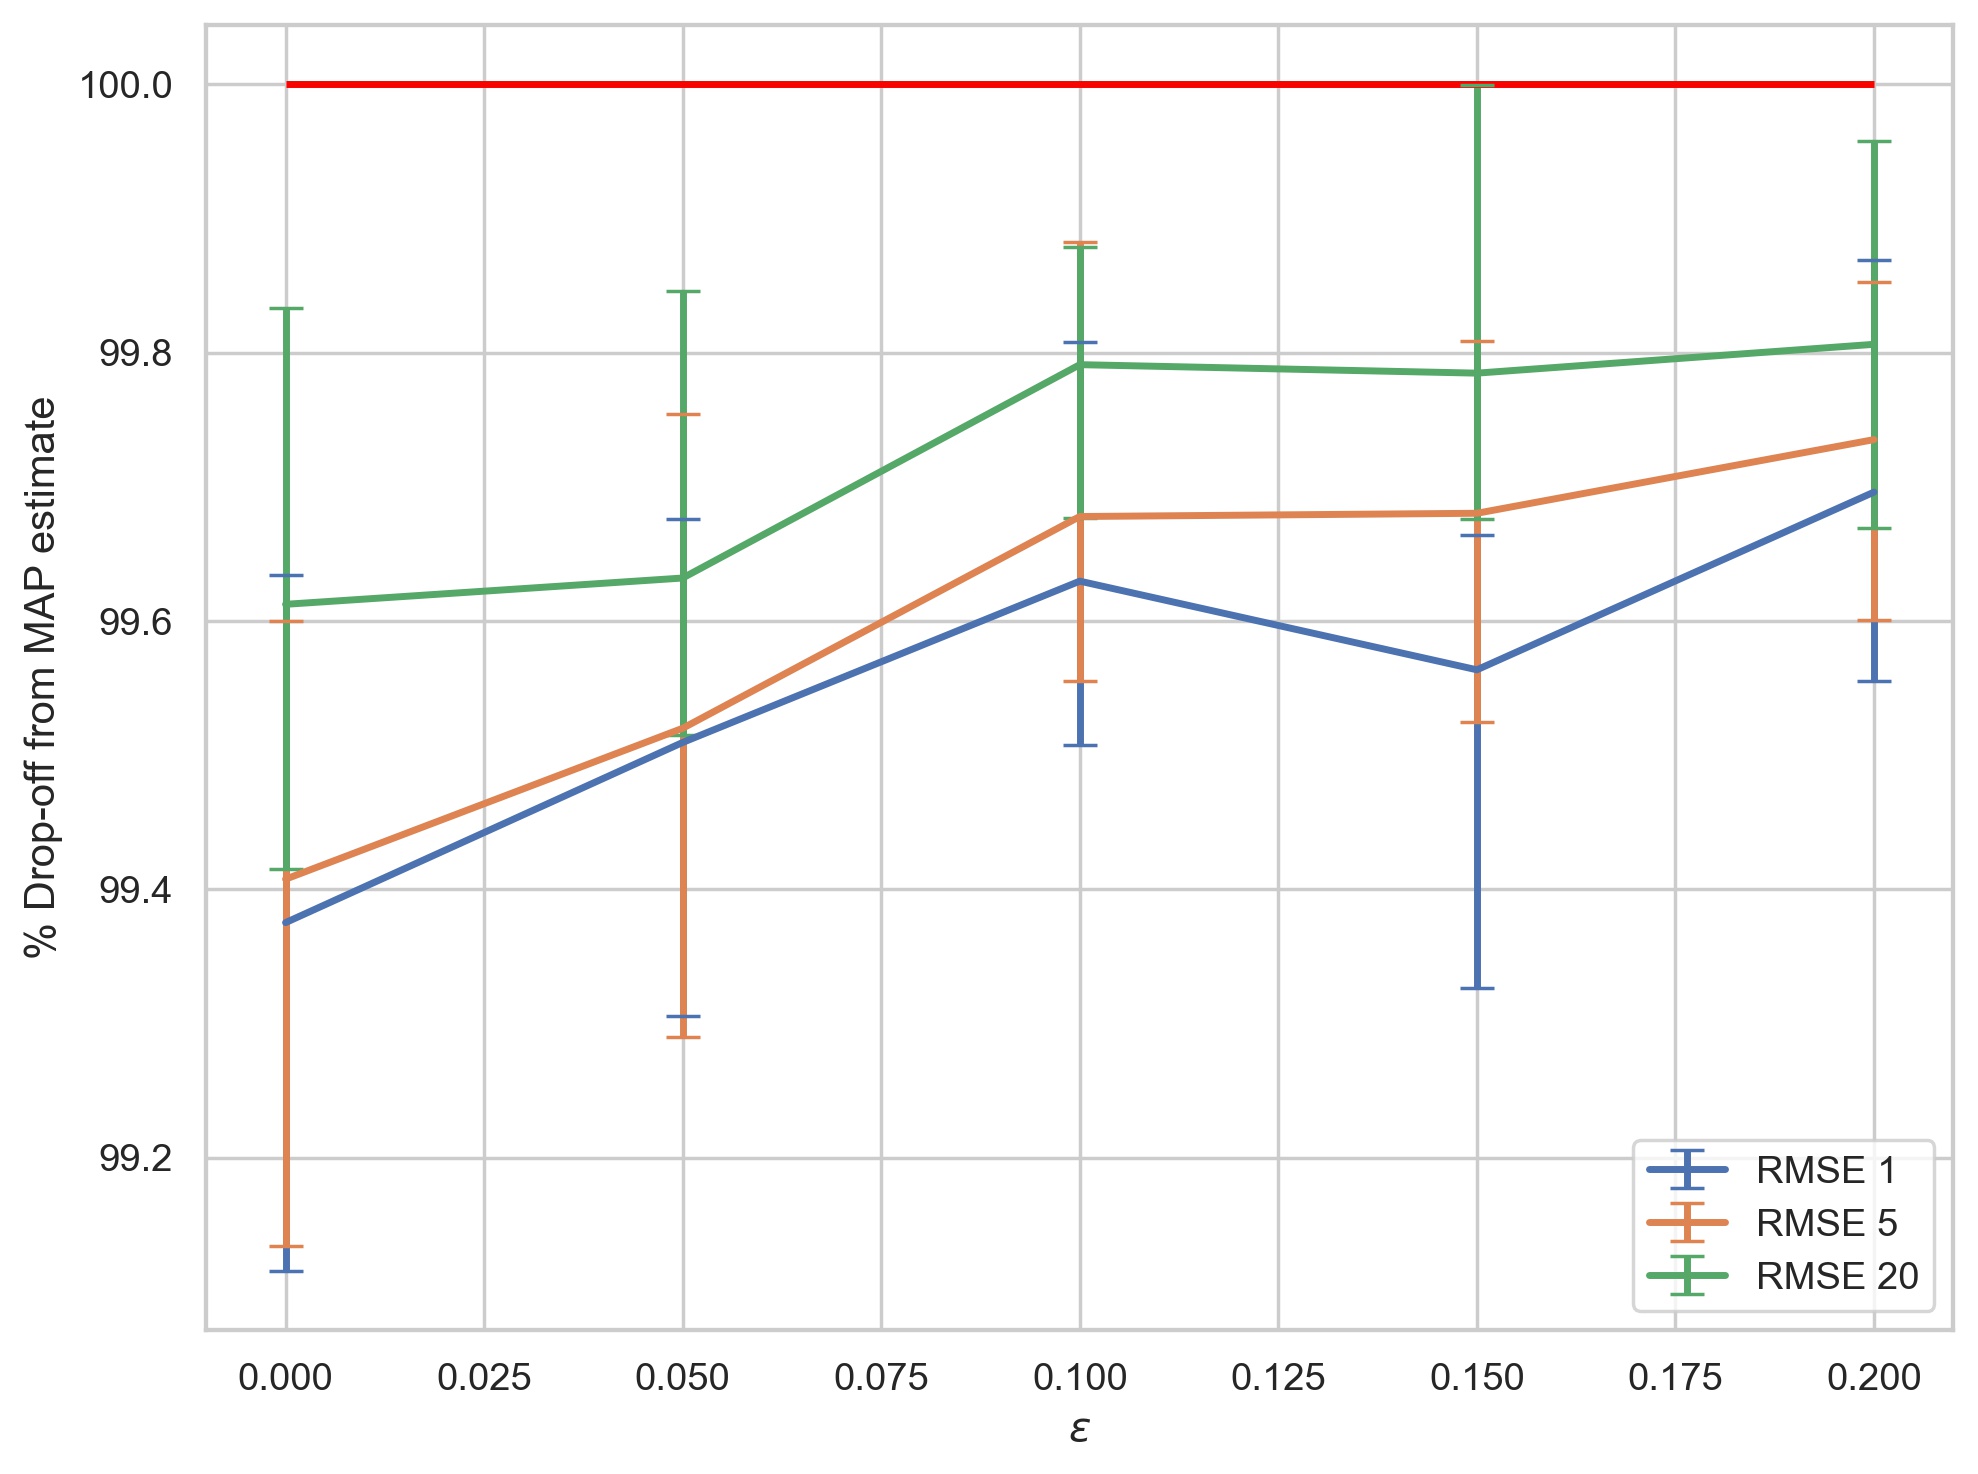 % Drop-off from MAP estimate
100.0
99.8
99.6
99.4
99.2
RMSE 1
RMSE 5
RMSE 20
0.000 0.025 0.050 0.075 0.100 0.125 0.150 0.175 0.200
ε